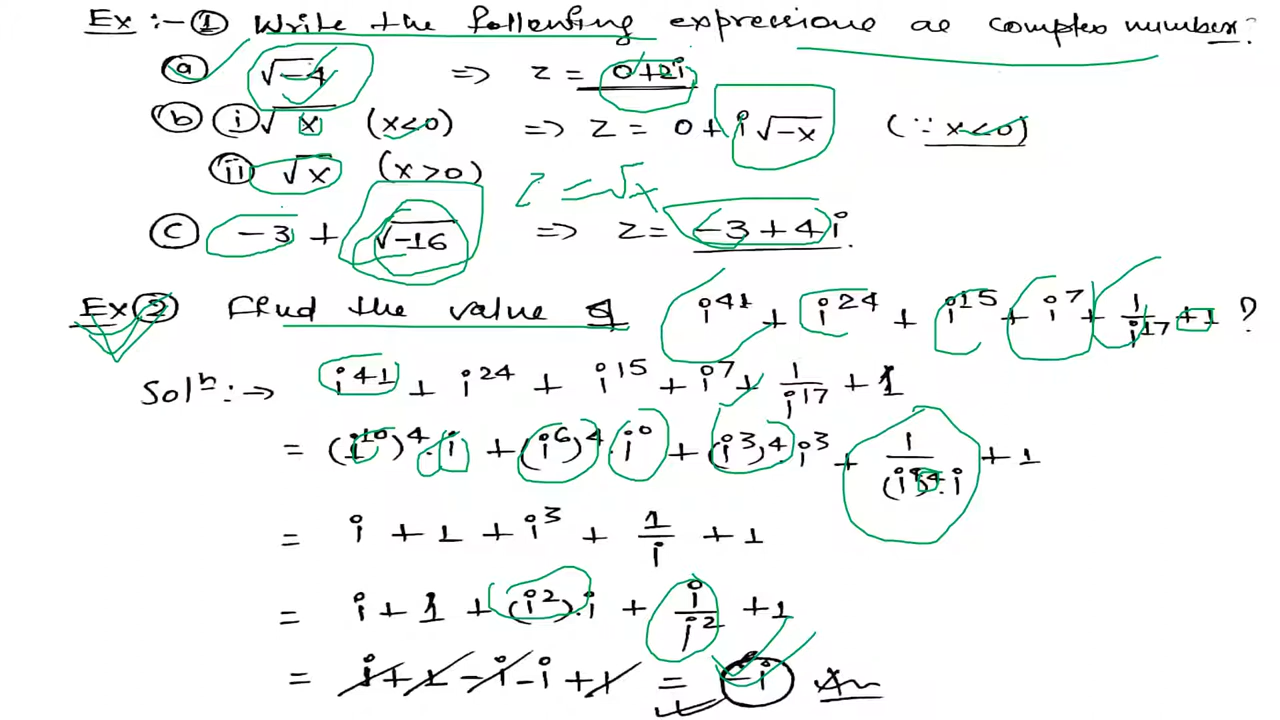 Ex :- ① Write the following expressions as complex number?
ⓐ √-4 => z = 0+2i
ⓑ ⓘ √x (x<0) => z = 0 + i√-x (∵ x<0)
ⓘⓘ √x (x>0) z = √x
ⓒ -3 + √-16 => z = -3 + 4i.
Ex ② Find the value of i^41 + i^24 + i^15 + i^7 + 1/i^17 + 1 ?
Solⁿ :-> i^41 + i^24 + i^15 + i^7 + 1/i^17 + 1
= (i^10)^4 . i + (i^6)^4 . i^0 + (i^3)^4 . i^3 + 1/(i^4)^4 . i + 1
= i + 1 + i^3 + 1/i + 1
= i + 1 + (i^2).i + i/i^2 + 1
= i + 1 - i - i + 1 = -i Ans